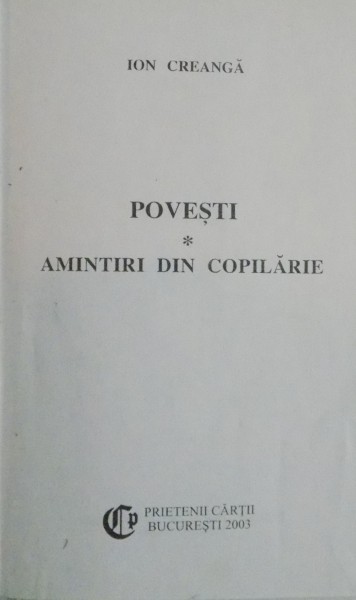 ION CREANGĂ
POVEȘTI
*
AMINTIRI DIN COPILĂRIE
Cp PRIETENII CĂRȚII
BUCUREȘTI 2003